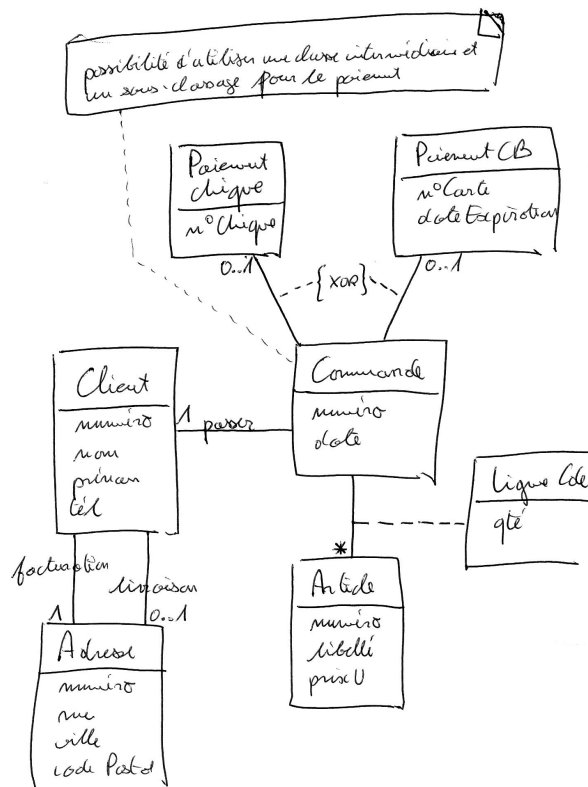 possibilité d'utiliser une classe intermédiaire et
un sous-classage pour le paiement
Paiement
chèque
n° Chèque
0..1
Paiement CB
n° Carte
dateExpiration
0..1
{XOR}
Client
numéro
nom
prénom
tél
1 passer
Commande
numéro
date
Ligne Cde
qté
facturation
livraison
1
0..1
*
Article
numéro
libellé
prix U
Adresse
numéro
rue
ville
code Postal